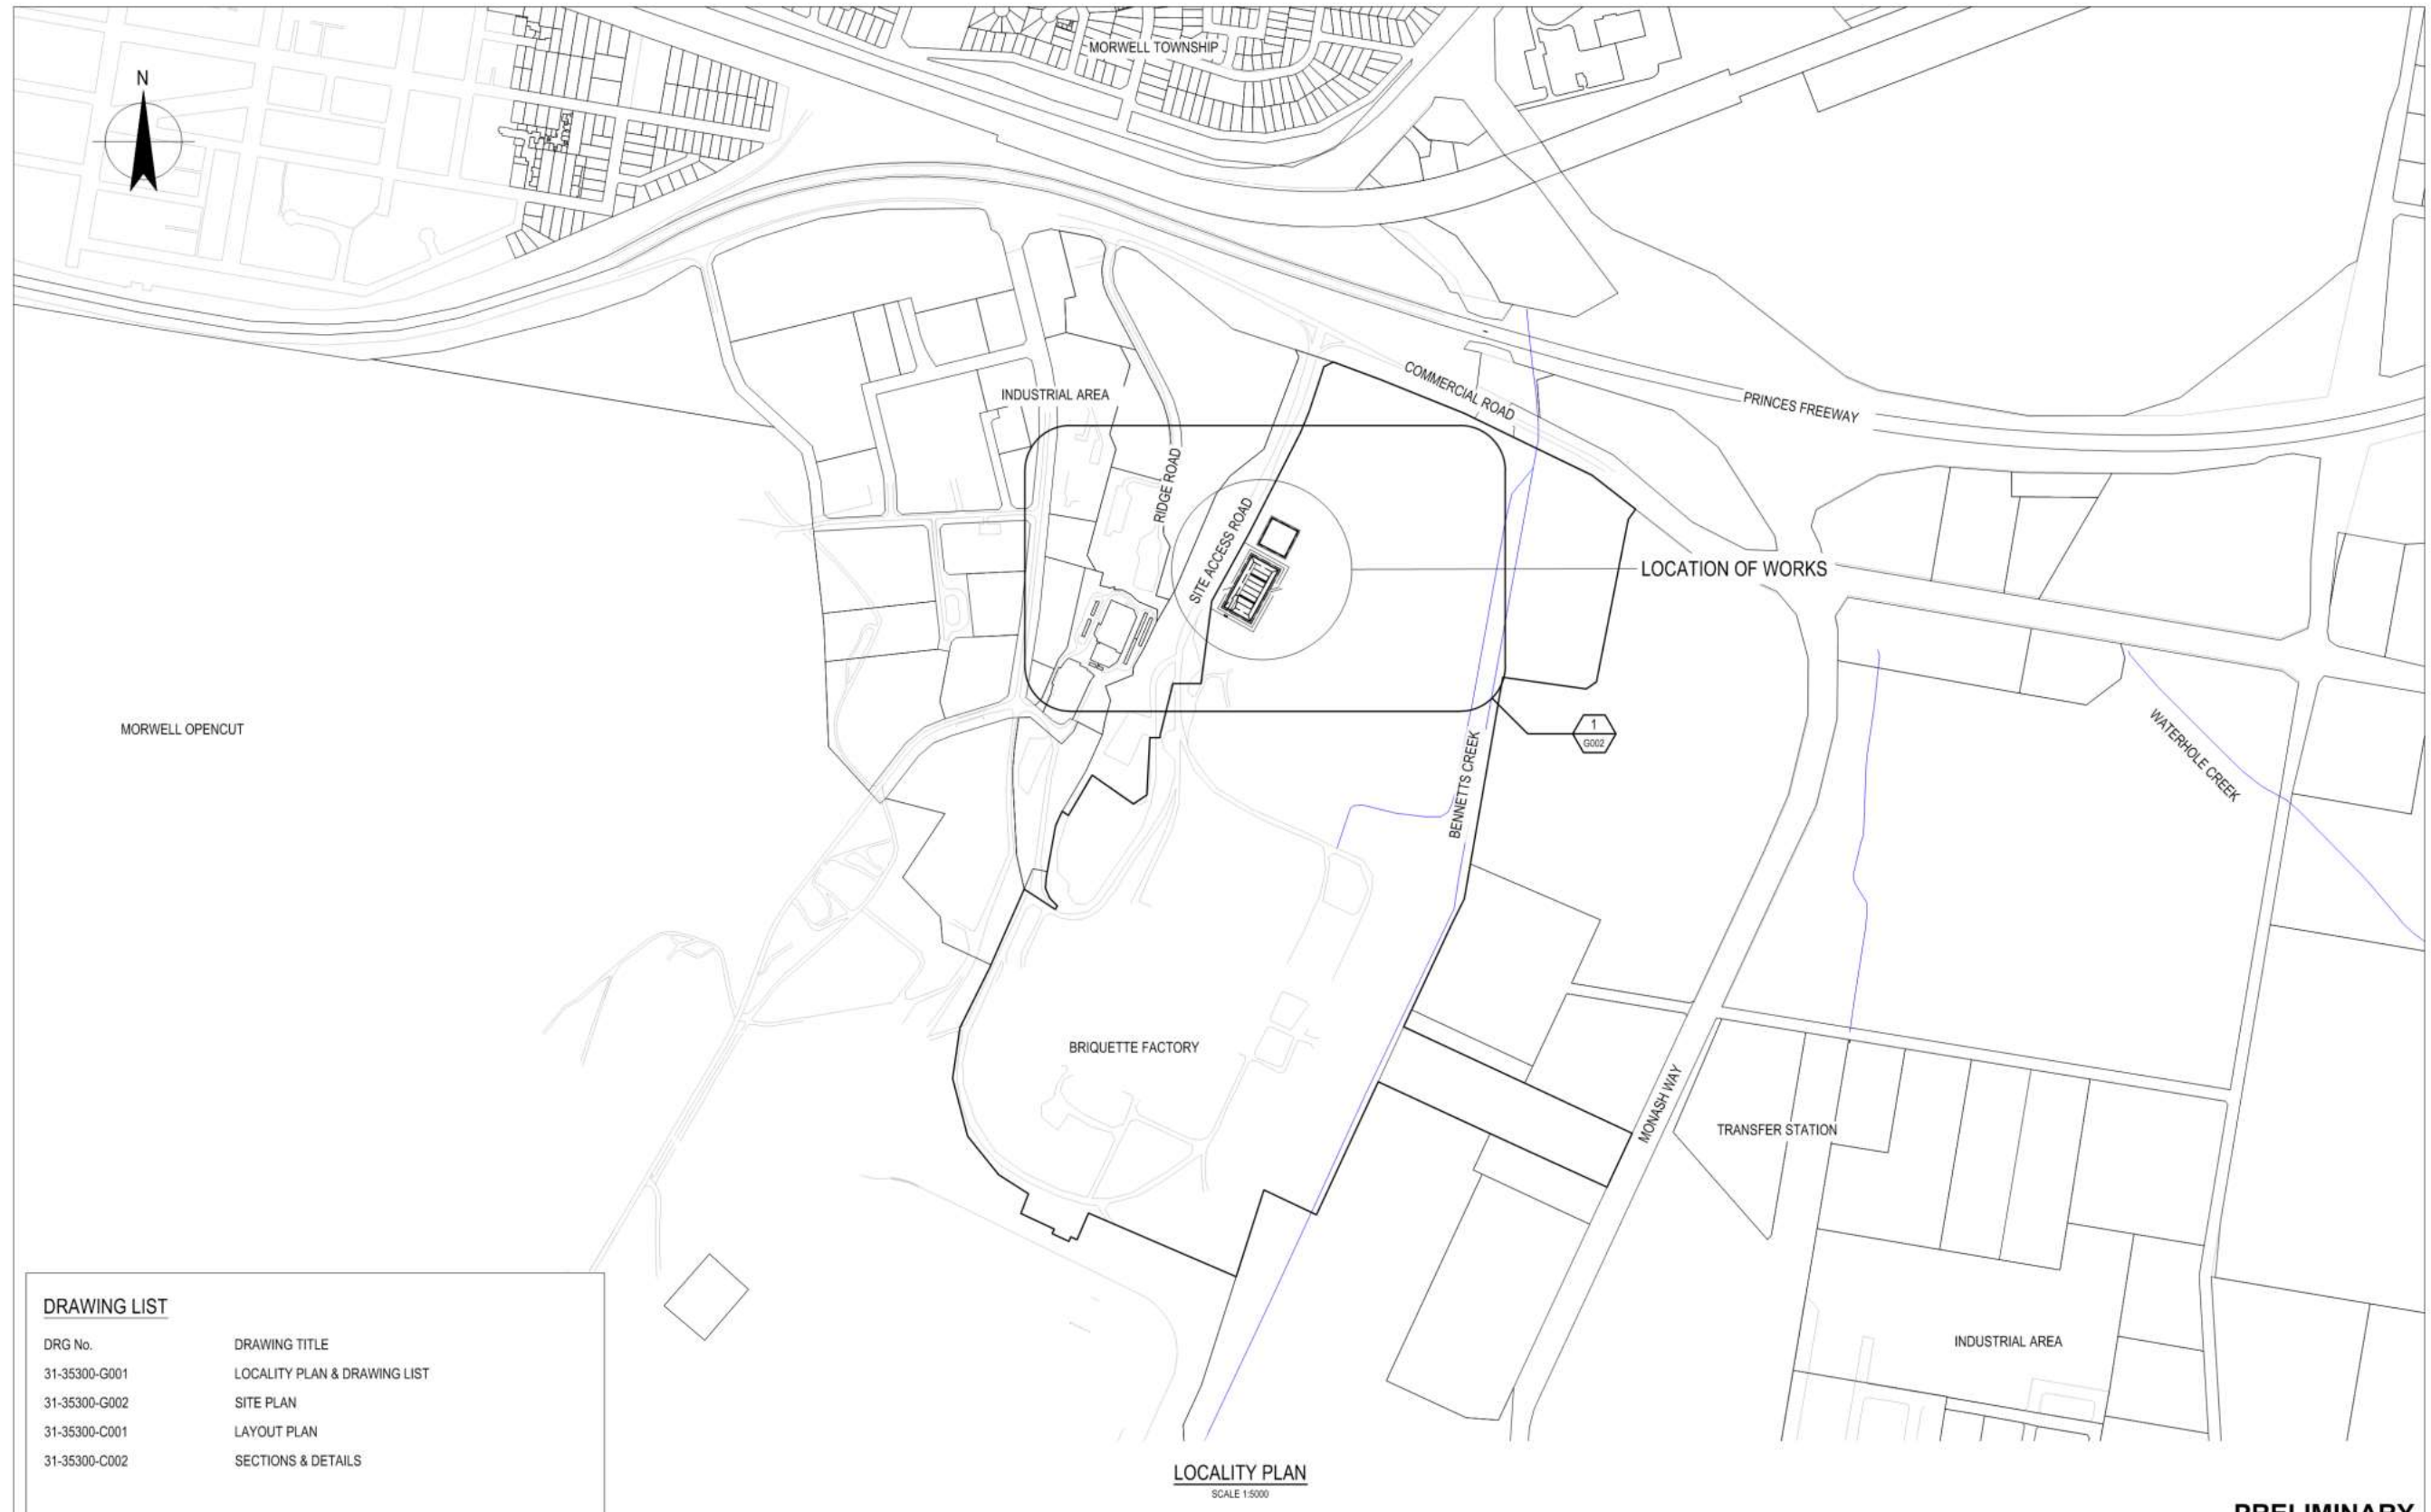 MORWELL TOWNSHIP
N
COMMERCIAL ROAD
PRINCES FREEWAY
INDUSTRIAL AREA
RIDGE ROAD
SITE ACCESS ROAD
LOCATION OF WORKS
MORWELL OPENCUT
1
G002
BENNETTS CREEK
WATERHOLE CREEK
BRIQUETTE FACTORY
MONASH WAY
TRANSFER STATION
INDUSTRIAL AREA
DRAWING LIST
DRG No. DRAWING TITLE
31-35300-G001 LOCALITY PLAN & DRAWING LIST
31-35300-G002 SITE PLAN
31-35300-C001 LAYOUT PLAN
31-35300-C002 SECTIONS & DETAILS
LOCALITY PLAN
SCALE 1:5000
PRELIMINARY